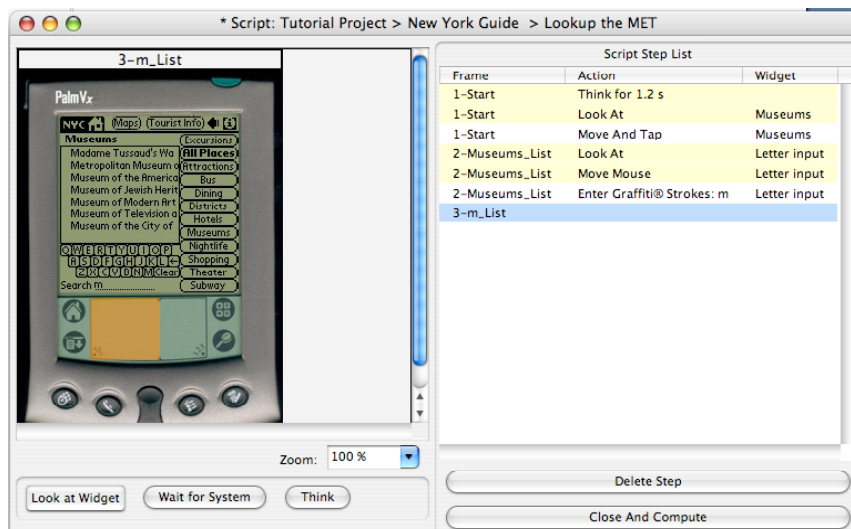 * Script: Tutorial Project > New York Guide > Lookup the MET
3-m_List
PalmVx
NYC (Maps) (Tourist Info) [i]
Museums
Madame Tussaud's Wa
Metropolitan Museum o
Museum of the America
Museum of Jewish Herit
Museum of Modern Art
Museum of Television a
Museum of the City of
Excursions
All Places
Attractions
Bus
Dining
Districts
Hotels
Museums
Nightlife
Shopping
Theater
Subway
QWERTYUIOP
ASDFGHJKL←
ZXCVBNM Clear
Search m
Zoom: 100 %
Look at Widget Wait for System Think
Script Step List
Frame Action Widget
1-Start Think for 1.2 s
1-Start Look At Museums
1-Start Move And Tap Museums
2-Museums_List Look At Letter input
2-Museums_List Move Mouse Letter input
2-Museums_List Enter Graffiti® Strokes: m Letter input
3-m_List
Delete Step
Close And Compute